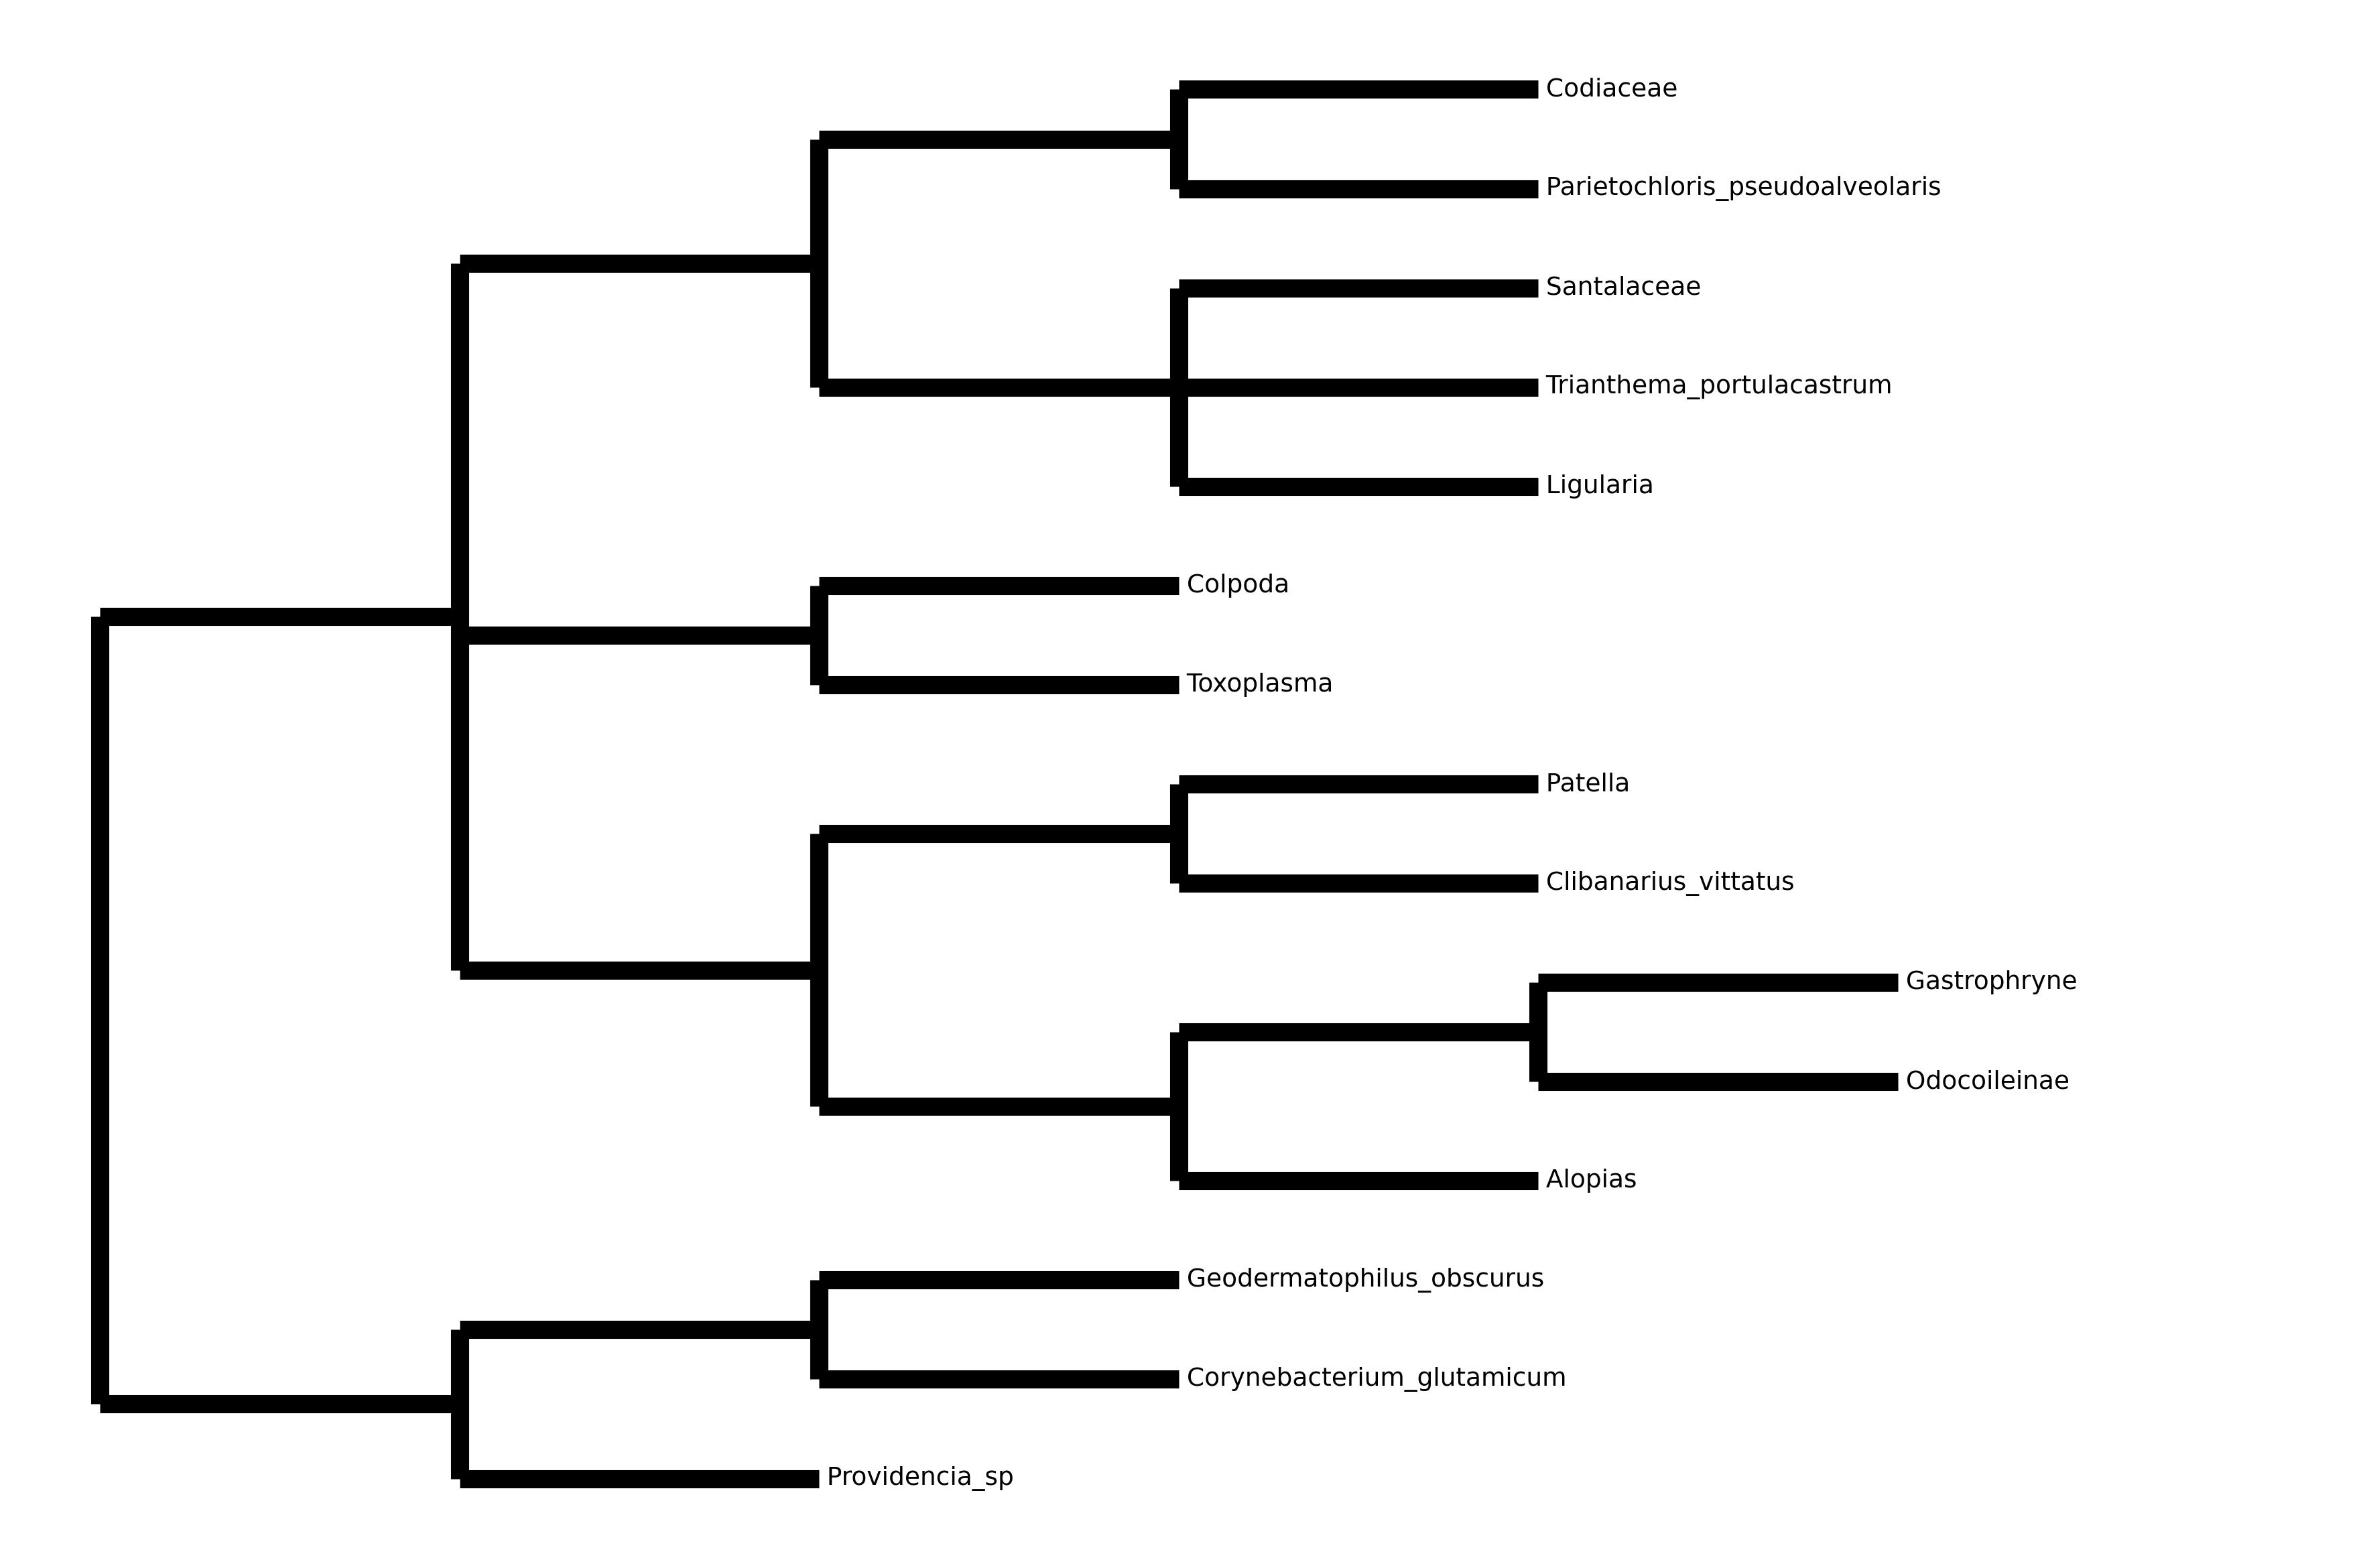 Codiaceae
Parietochloris_pseudoalveolaris
Santalaceae
Trianthema_portulacastrum
Ligularia
Colpoda
Toxoplasma
Patella
Clibanarius_vittatus
Gastrophryne
Odocoileinae
Alopias
Geodermatophilus_obscurus
Corynebacterium_glutamicum
Providencia_sp